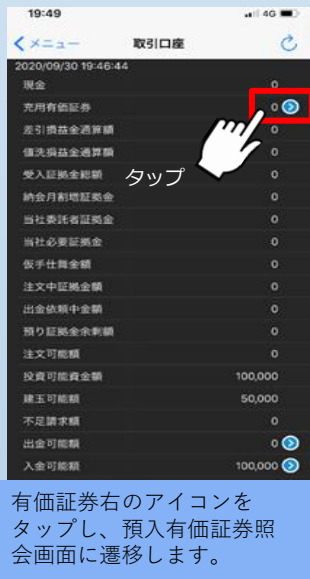 19:49
4G
メニュー 取引口座
2020/09/30 19:46:44
現金 0
充用有価証券 0
差引損益金通算額 0
値洗損益金通算額 0
受入証拠金総額 0
タップ
納会月割増証拠金 0
当社委託者証拠金 0
当社必要証拠金 0
仮手仕舞金額 0
注文中証拠金額 0
出金依頼中金額 0
預り証拠金余剰額 0
注文可能額 0
投資可能資金額 100,000
建玉可能額 50,000
不足請求額 0
出金可能額 0
入金可能額 100,000
有価証券右のアイコンを
タップし、預入有価証券照
会画面に遷移します。